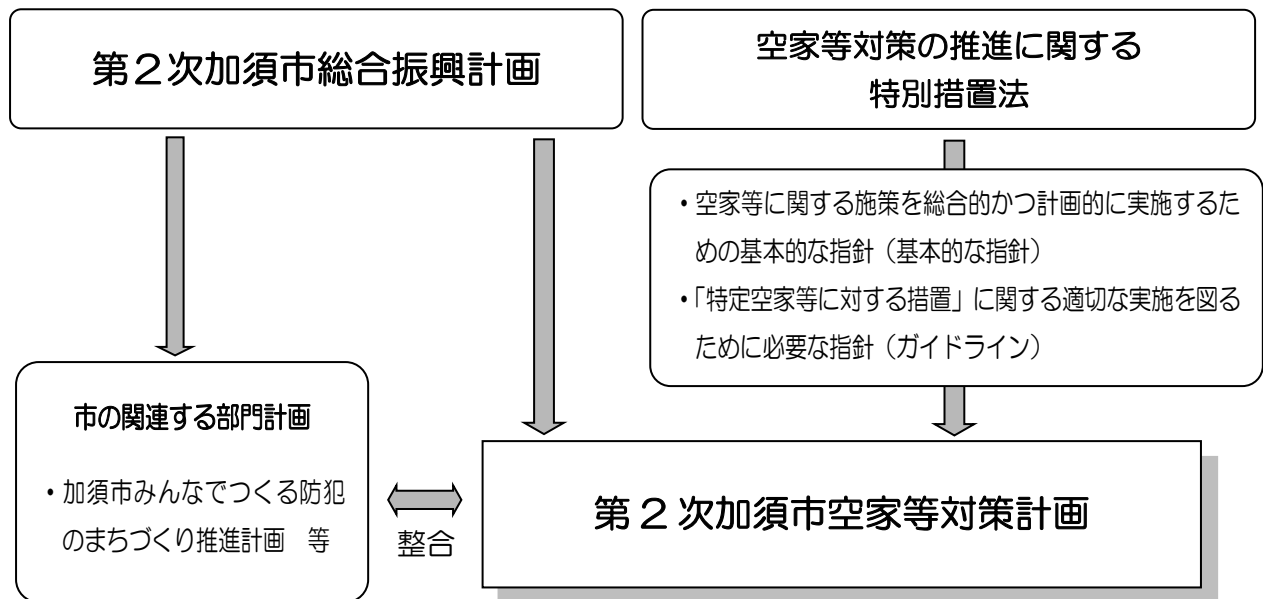 第２次加須市総合振興計画
空家等対策の推進に関する
特別措置法
・空家等に関する施策を総合的かつ計画的に実施するた
めの基本的な指針（基本的な指針）
・「特定空家等に対する措置」に関する適切な実施を図る
ために必要な指針（ガイドライン）
市の関連する部門計画
・加須市みんなでつくる防犯
のまちづくり推進計画　等
整合
第 2 次加須市空家等対策計画